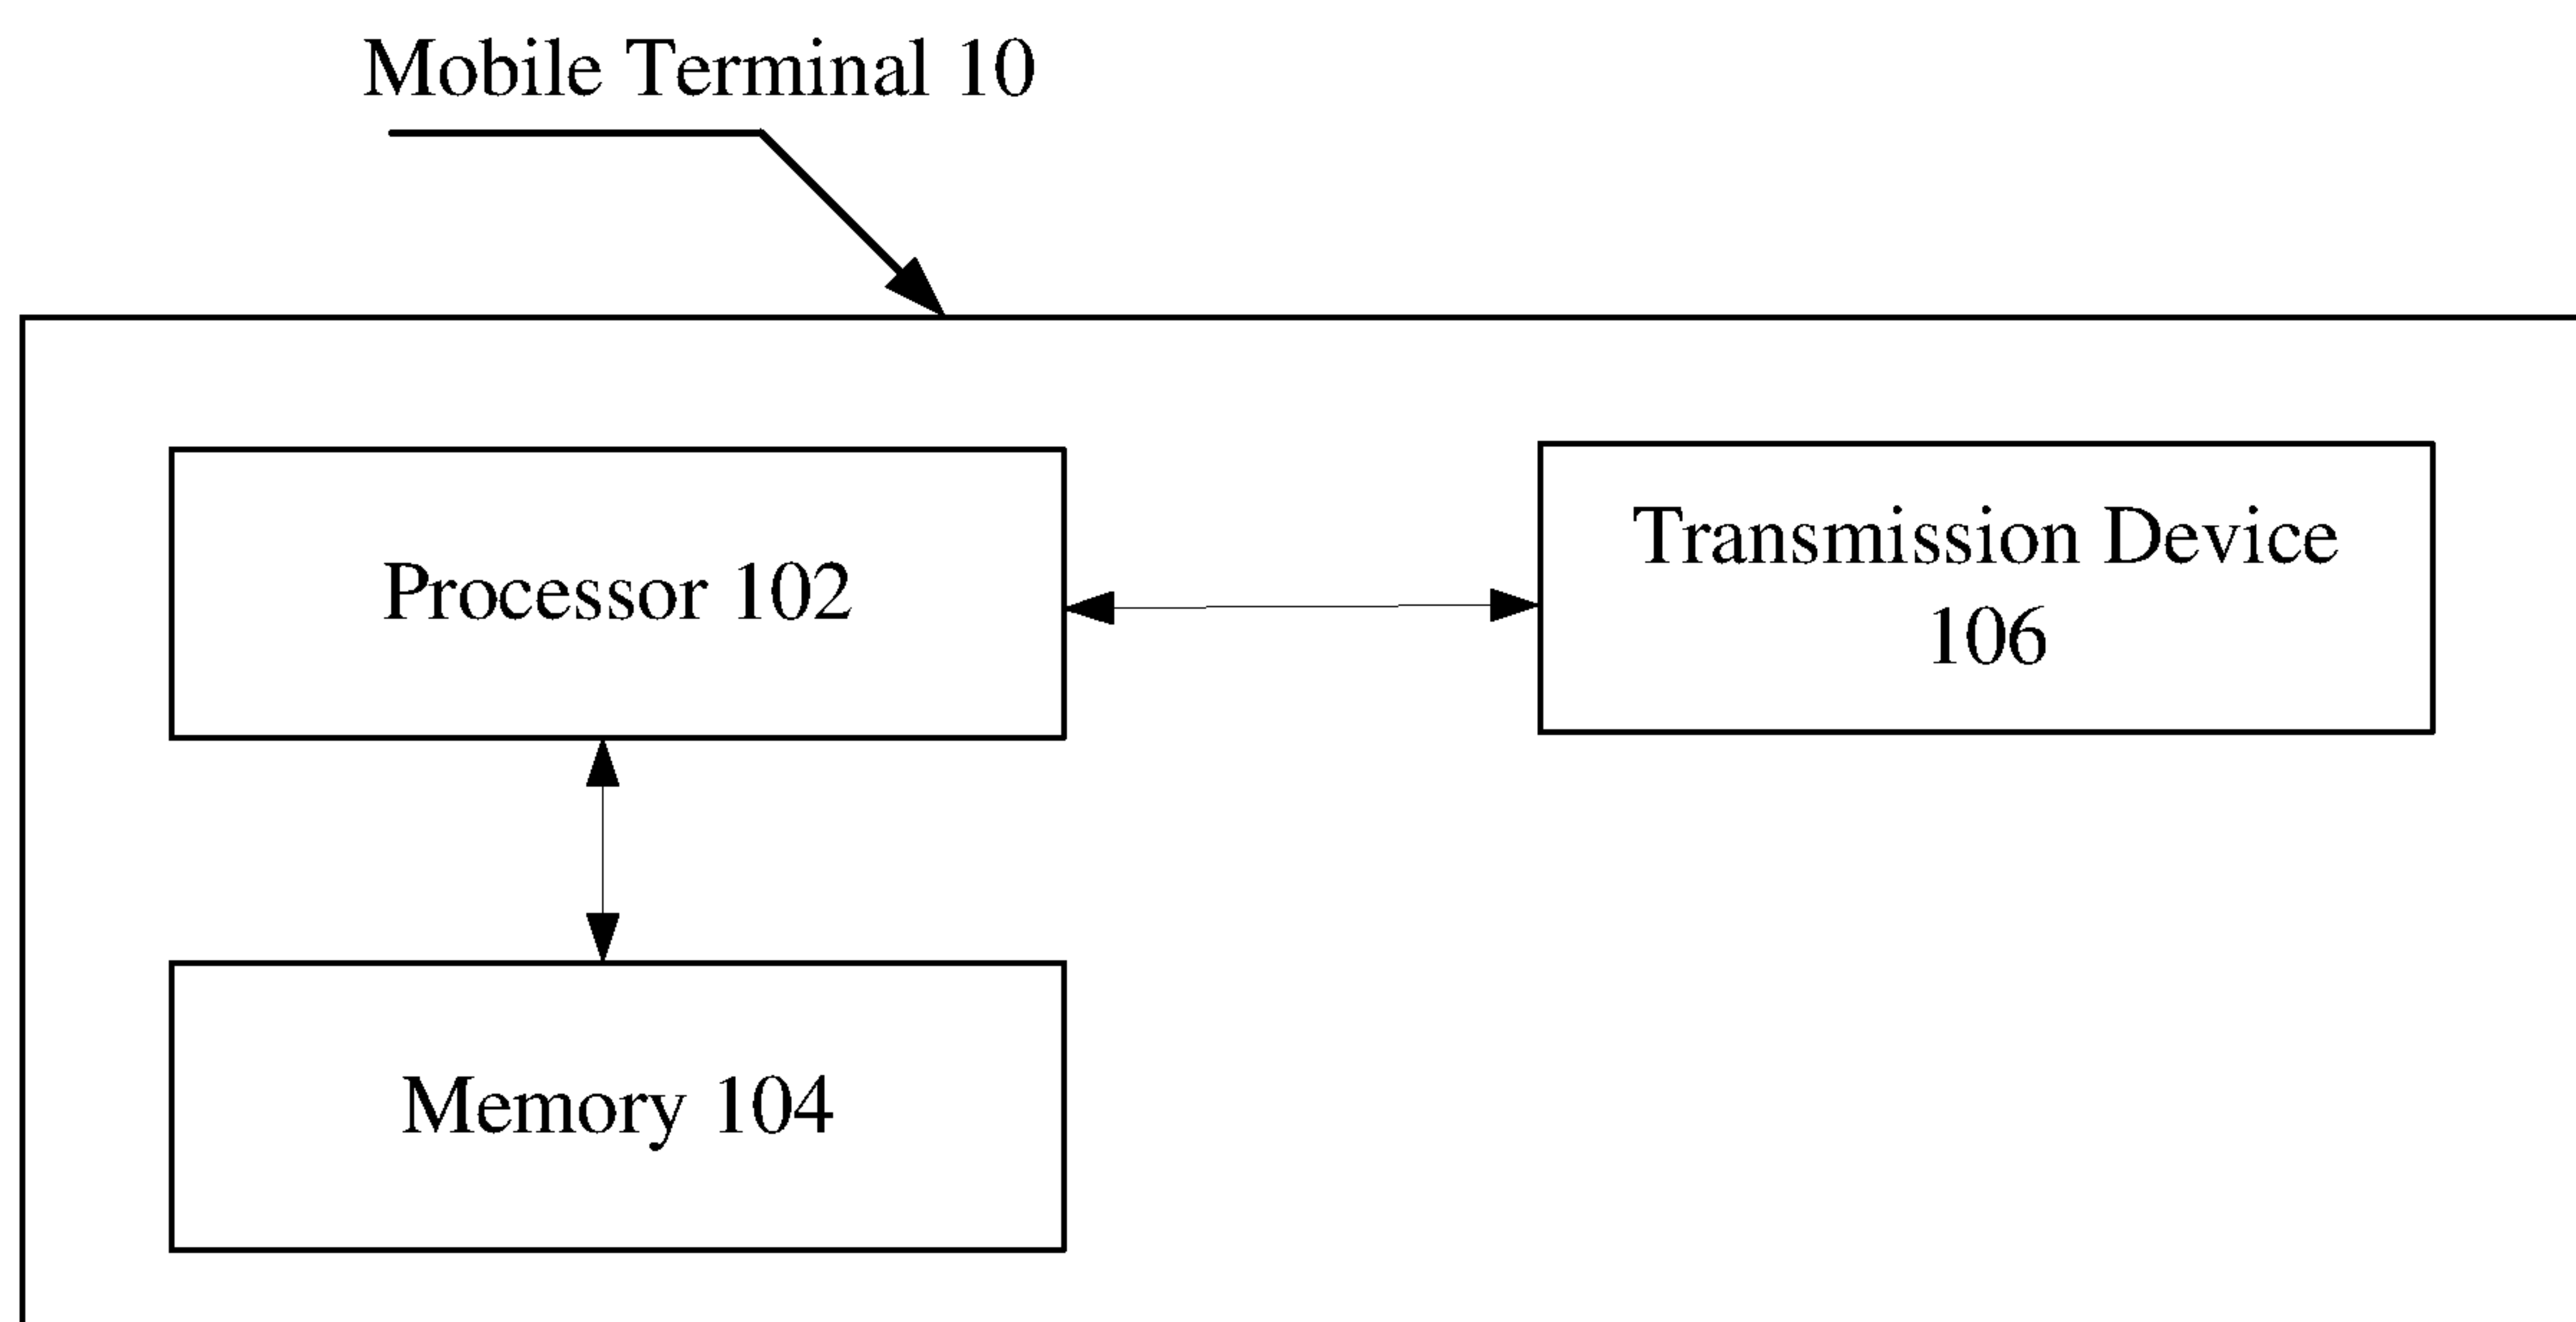 Mobile Terminal 10
Processor 102
Transmission Device
106
Memory 104